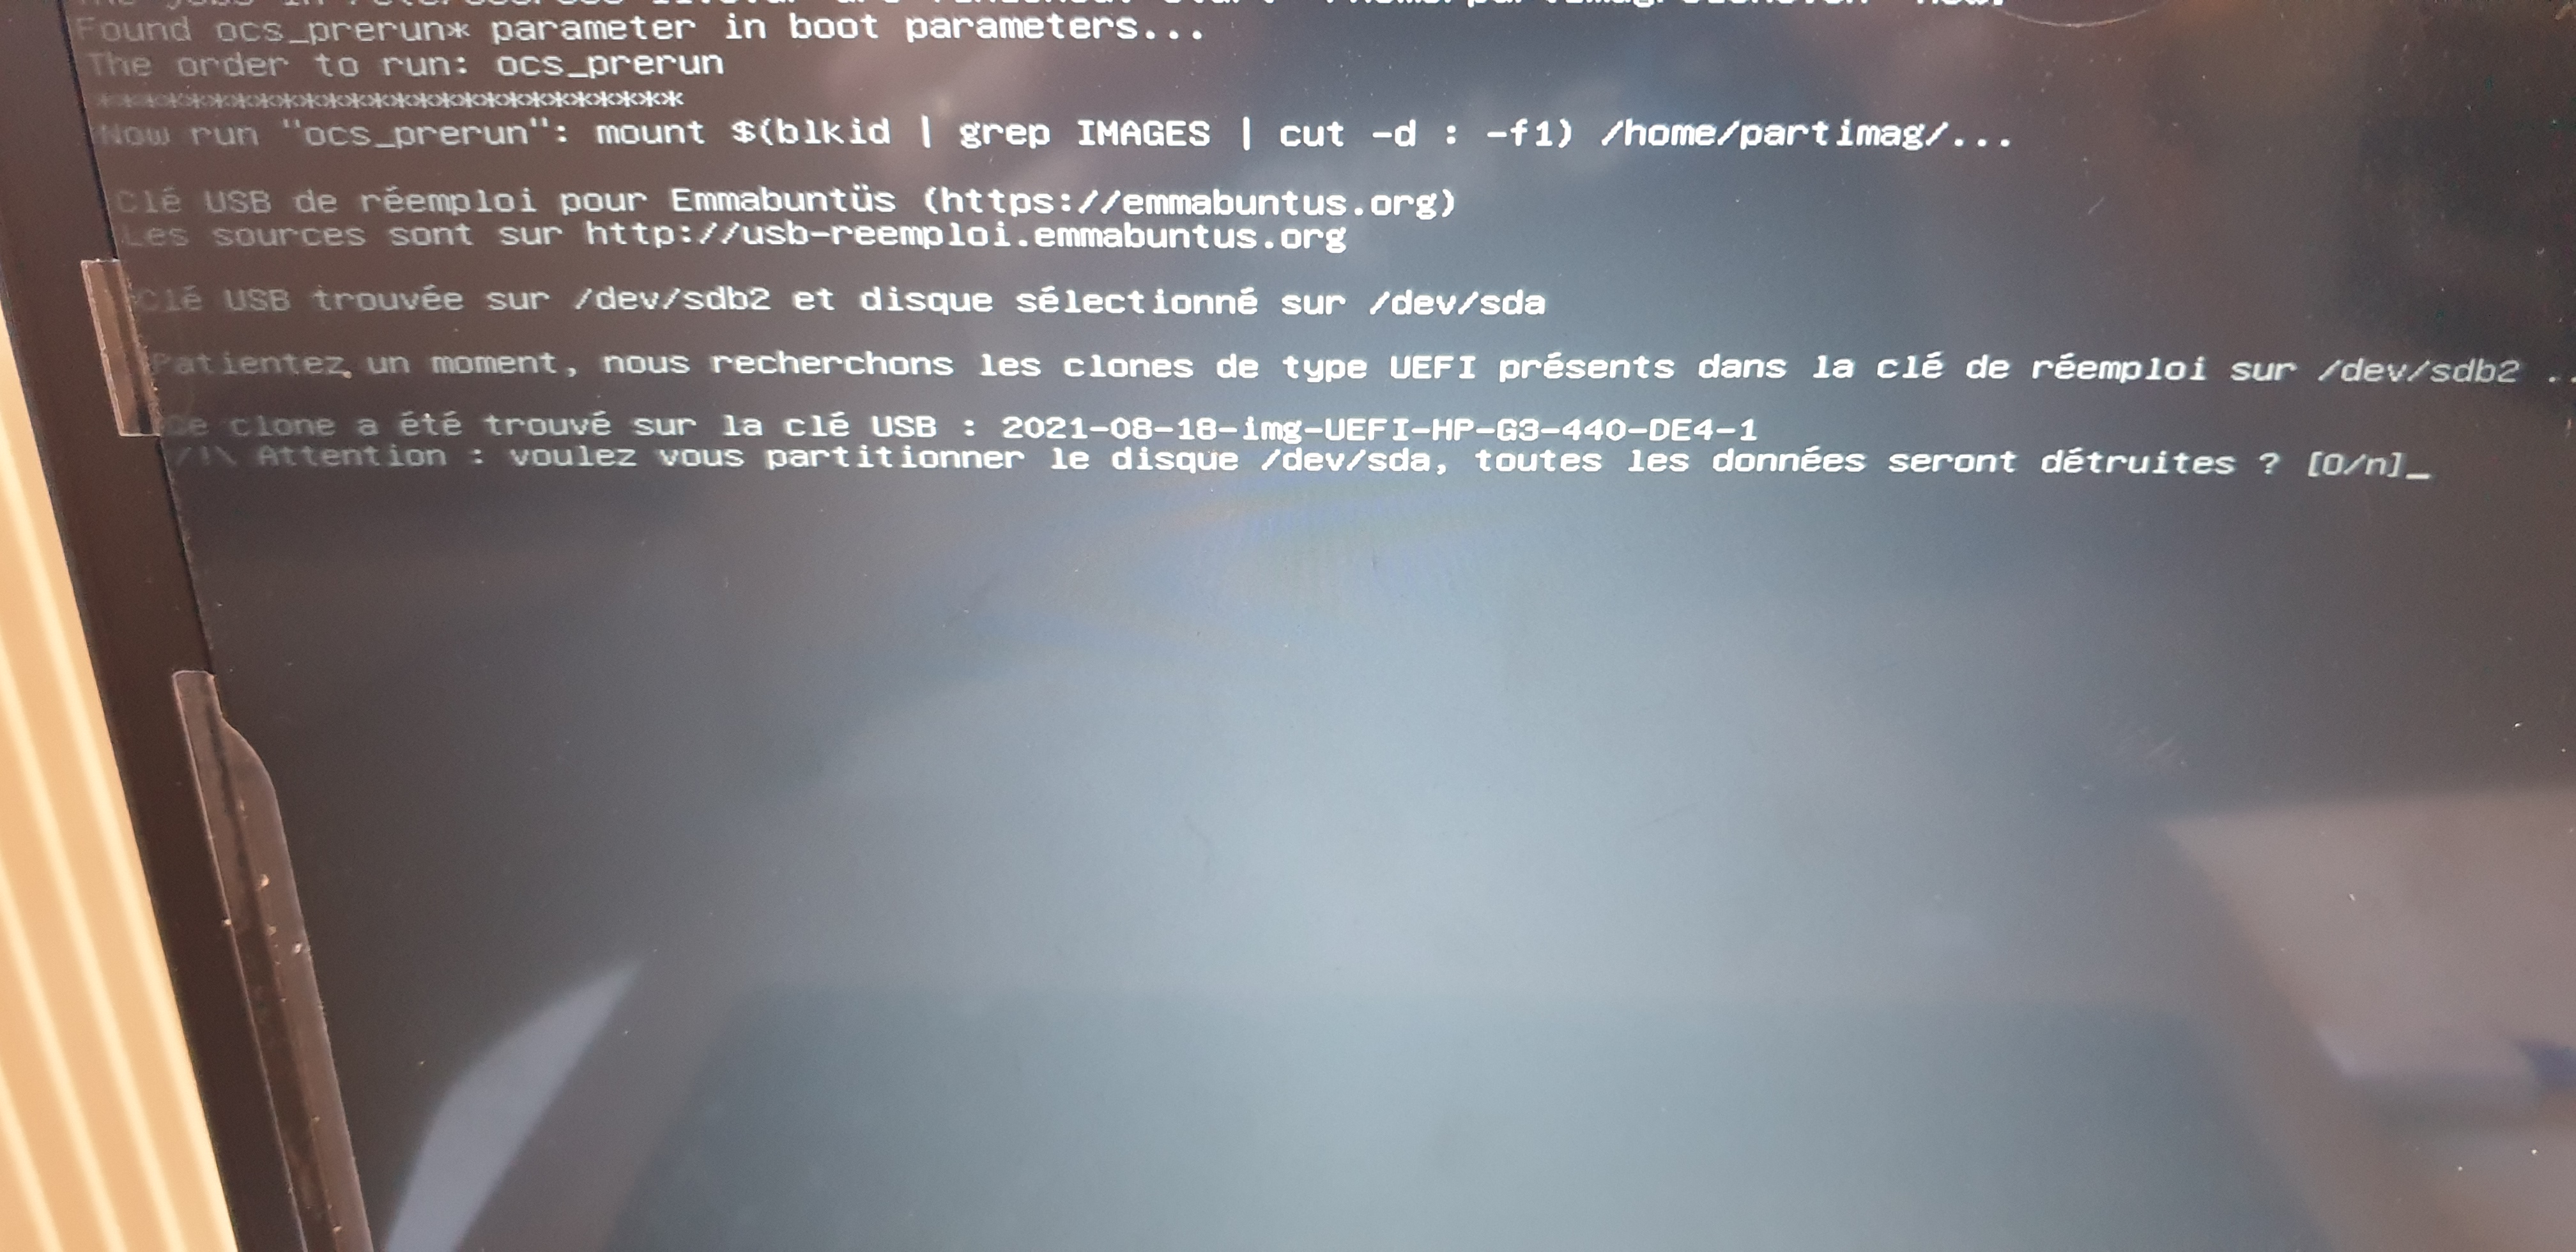 Found ocs_prerun* parameter in boot parameters...
The order to run: ocs_prerun
*********************************
Now run "ocs_prerun": mount $(blkid | grep IMAGES | cut -d : -f1) /home/partimag/...
Clé USB de réemploi pour Emmabuntüs (https://emmabuntus.org)
Les sources sont sur http://usb-reemploi.emmabuntus.org
Clé USB trouvée sur /dev/sdb2 et disque sélectionné sur /dev/sda
Patientez un moment, nous recherchons les clones de type UEFI présents dans la clé de réemploi sur /dev/sdb2 ..
Ce clone a été trouvé sur la clé USB : 2021-08-18-img-UEFI-HP-G3-440-DE4-1
/!\ Attention : voulez vous partitionner le disque /dev/sda, toutes les données seront détruites ? [O/n]_